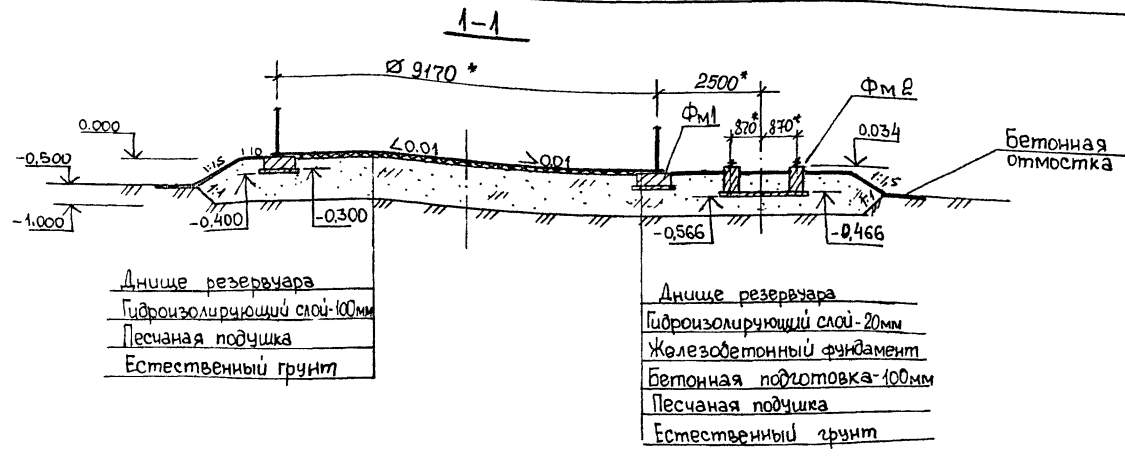 1-1
Ø 9170 *
2500*
Фм 2
Фм1
870*
870*
0.000
0.034
Бетонная
отмостка
-0,500
1:1,5
1:10
<0.01
0.01
1:1,5
1:1
1:1
-1.000
-0,400
-0.300
-0,566
-0,466
Днище резервуара
Гидроизолирующий слой-100мм
Песчаная подушка
Естественный грунт
Днище резервуара
Гидроизолирующий слой-20мм
Железобетонный фундамент
Бетонная подготовка-100мм
Песчаная подушка
Естественный грунт